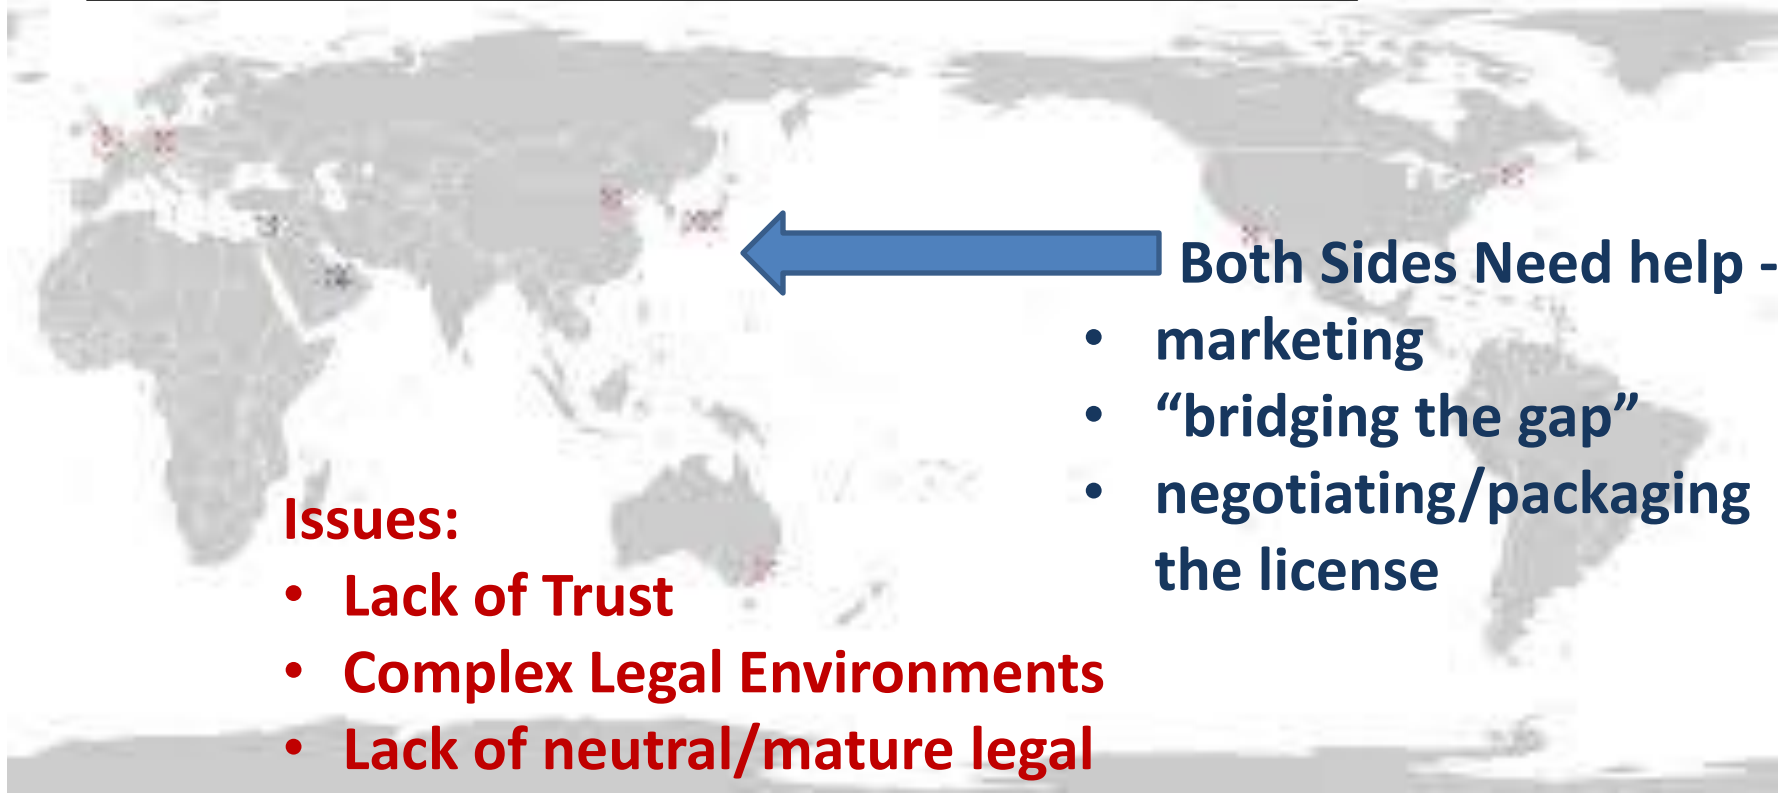 Both Sides Need help -
• marketing
• “bridging the gap”
• negotiating/packaging
the license
Issues:
• Lack of Trust
• Complex Legal Environments
• Lack of neutral/mature legal